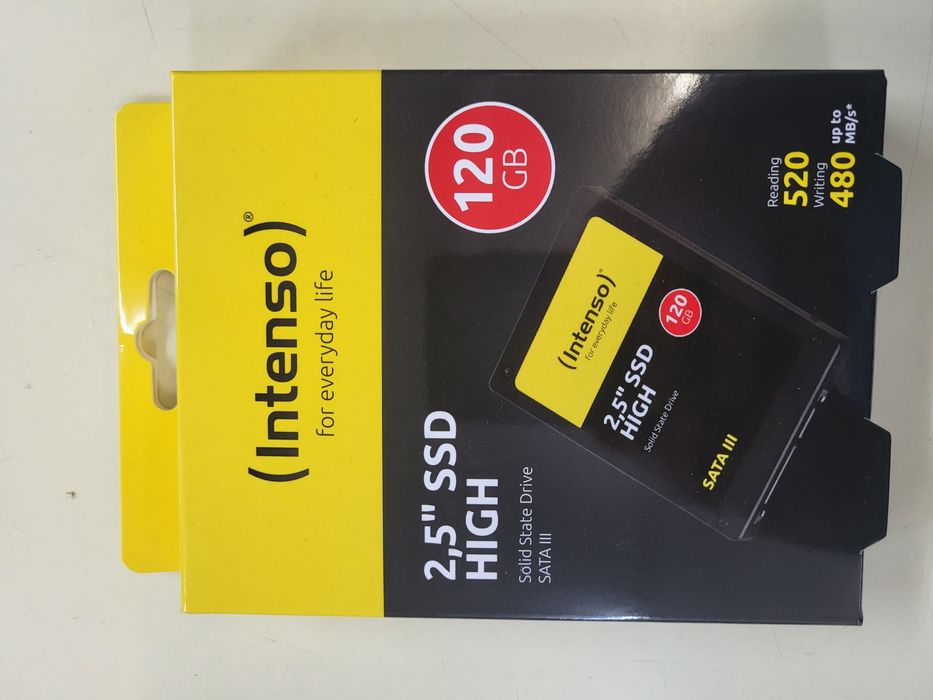 (Intenso)®
for everyday life
120
GB
2,5" SSD
HIGH
Solid State Drive
SATA III
(Intenso)®
for everyday life
120
GB
2,5" SSD
HIGH
Solid State Drive
SATA III
Reading
520
Writing
480 up to MB/s*